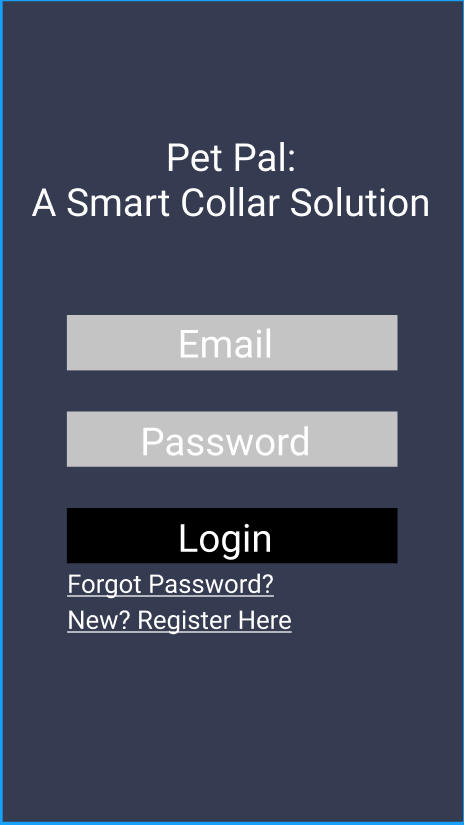 Pet Pal:
A Smart Collar Solution
Email
Password
Login
Forgot Password?
New? Register Here